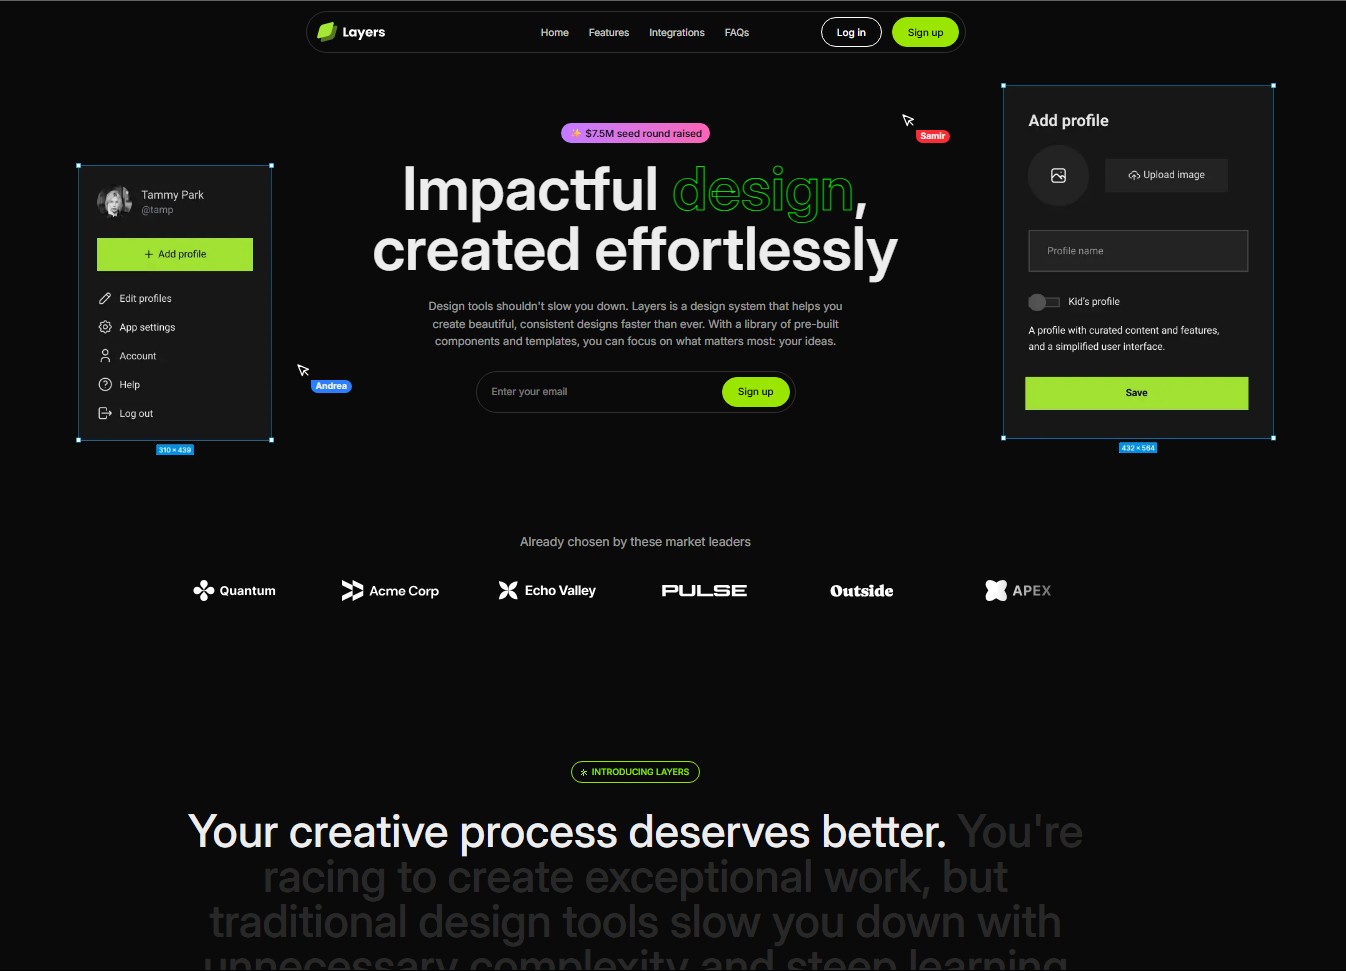 Layers
Home
Features
Integrations
FAQs
Log in
Sign up
✨ $7.5M seed round raised
Samir
Impactful design,
created effortlessly
Design tools shouldn't slow you down. Layers is a design system that helps you
create beautiful, consistent designs faster than ever. With a library of pre-built
components and templates, you can focus on what matters most: your ideas.
Enter your email
Sign up
Tammy Park
@tamp
+ Add profile
Edit profiles
App settings
Account
Help
Log out
310 × 439
Andrea
Add profile
Upload image
Profile name
Kid's profile
A profile with curated content and features,
and a simplified user interface.
Save
432 × 564
Already chosen by these market leaders
Quantum
Acme Corp
Echo Valley
PULSE
Outside
APEX
INTRODUCING LAYERS
Your creative process deserves better. You're
racing to create exceptional work, but
traditional design tools slow you down with
unnecessary complexity and steep learning